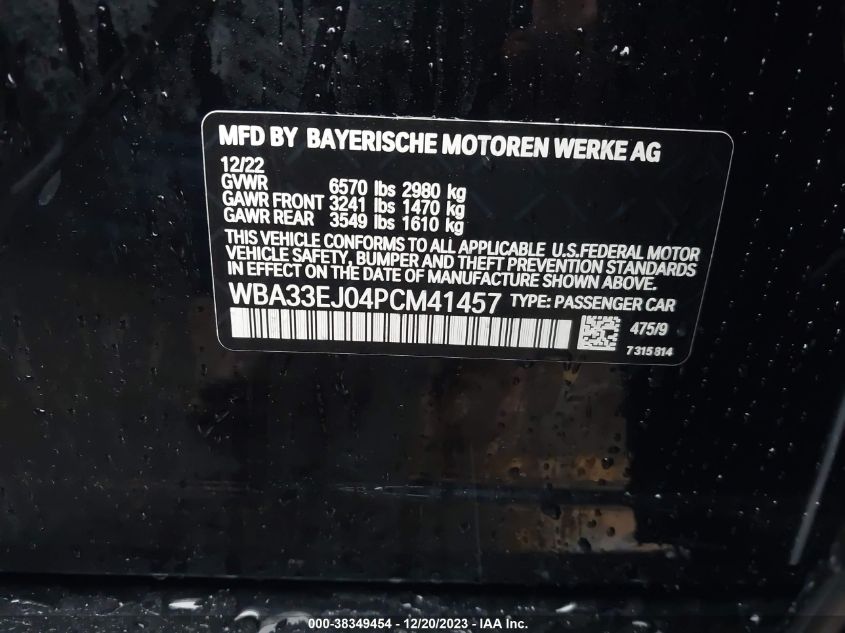 MFD BY BAYERISCHE MOTOREN WERKE AG
12/22
GVWR 6570 lbs 2980 kg
GAWR FRONT 3241 lbs 1470 kg
GAWR REAR 3549 lbs 1610 kg
THIS VEHICLE CONFORMS TO ALL APPLICABLE U.S.FEDERAL MOTOR
VEHICLE SAFETY, BUMPER AND THEFT PREVENTION STANDARDS
IN EFFECT ON THE DATE OF MANUFACTURE SHOWN ABOVE.
WBA33EJ04PCM41457 TYPE: PASSENGER CAR
475/9
7315814
000-38349454 - 12/20/2023 - IAA Inc.